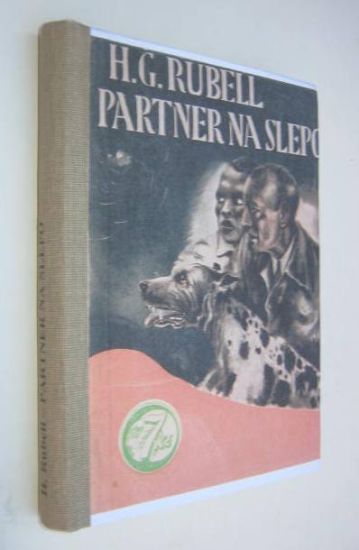 H.G. RUBELL
PARTNER NA SLEPO
H. Rubell - PARTNER NA SLEPO